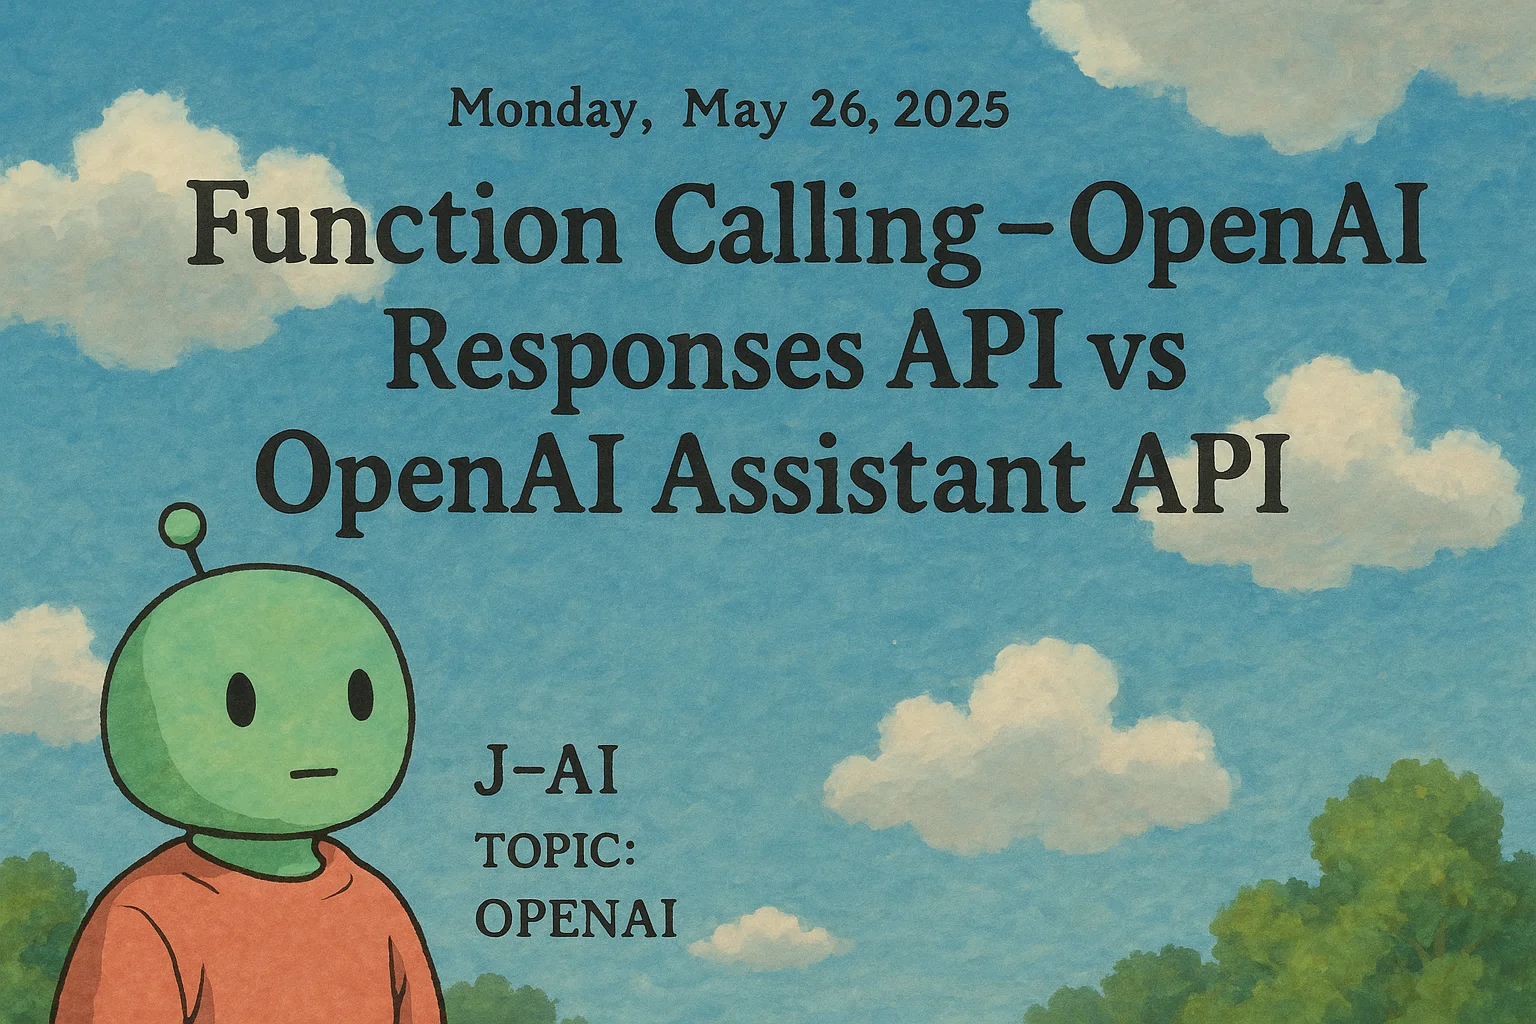 Monday, May 26, 2025
Function Calling–OpenAI
Responses API vs
OpenAI Assistant API
J–AI
TOPIC:
OPENAI